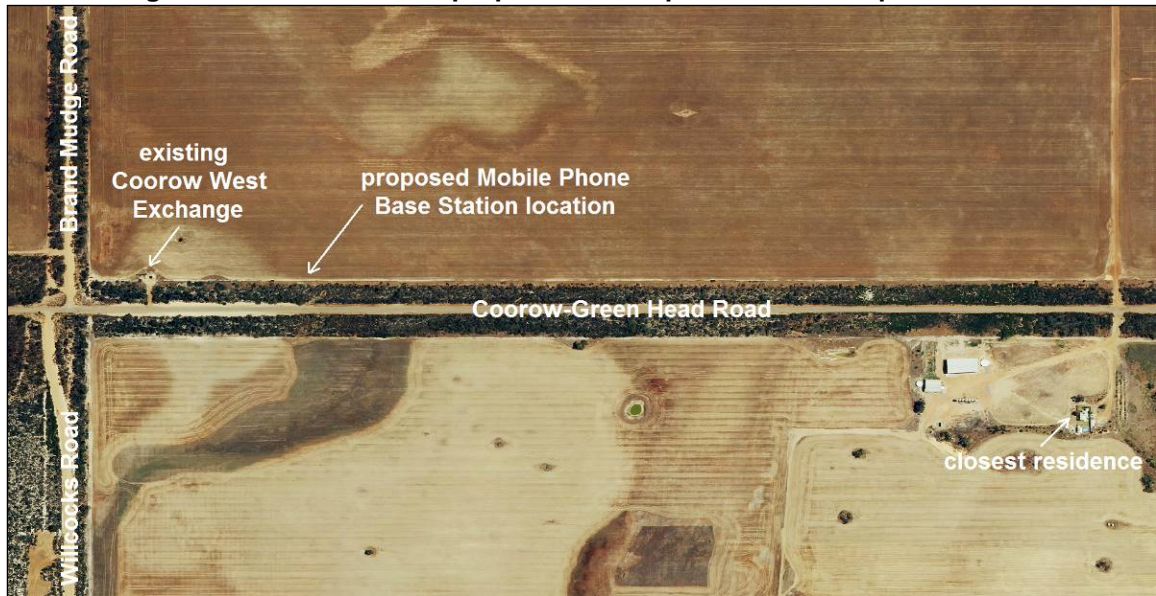 Brand Mudge Road
existing
Coorow West
Exchange
proposed Mobile Phone
Base Station location
Coorow-Green Head Road
Willcocks Road
closest residence